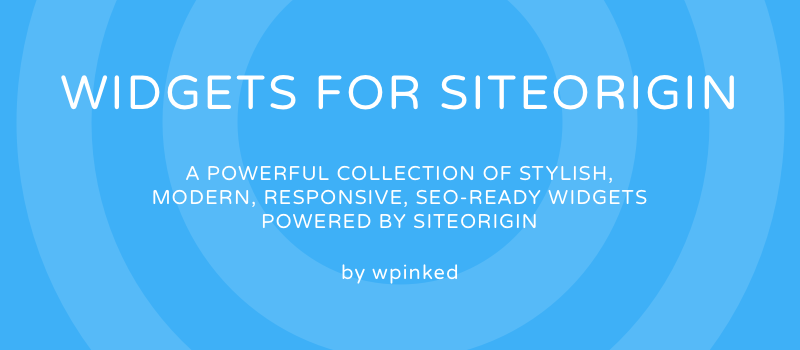 WIDGETS FOR SITEORIGIN
A POWERFUL COLLECTION OF STYLISH,
MODERN, RESPONSIVE, SEO-READY WIDGETS
POWERED BY SITEORIGIN
by wpinked